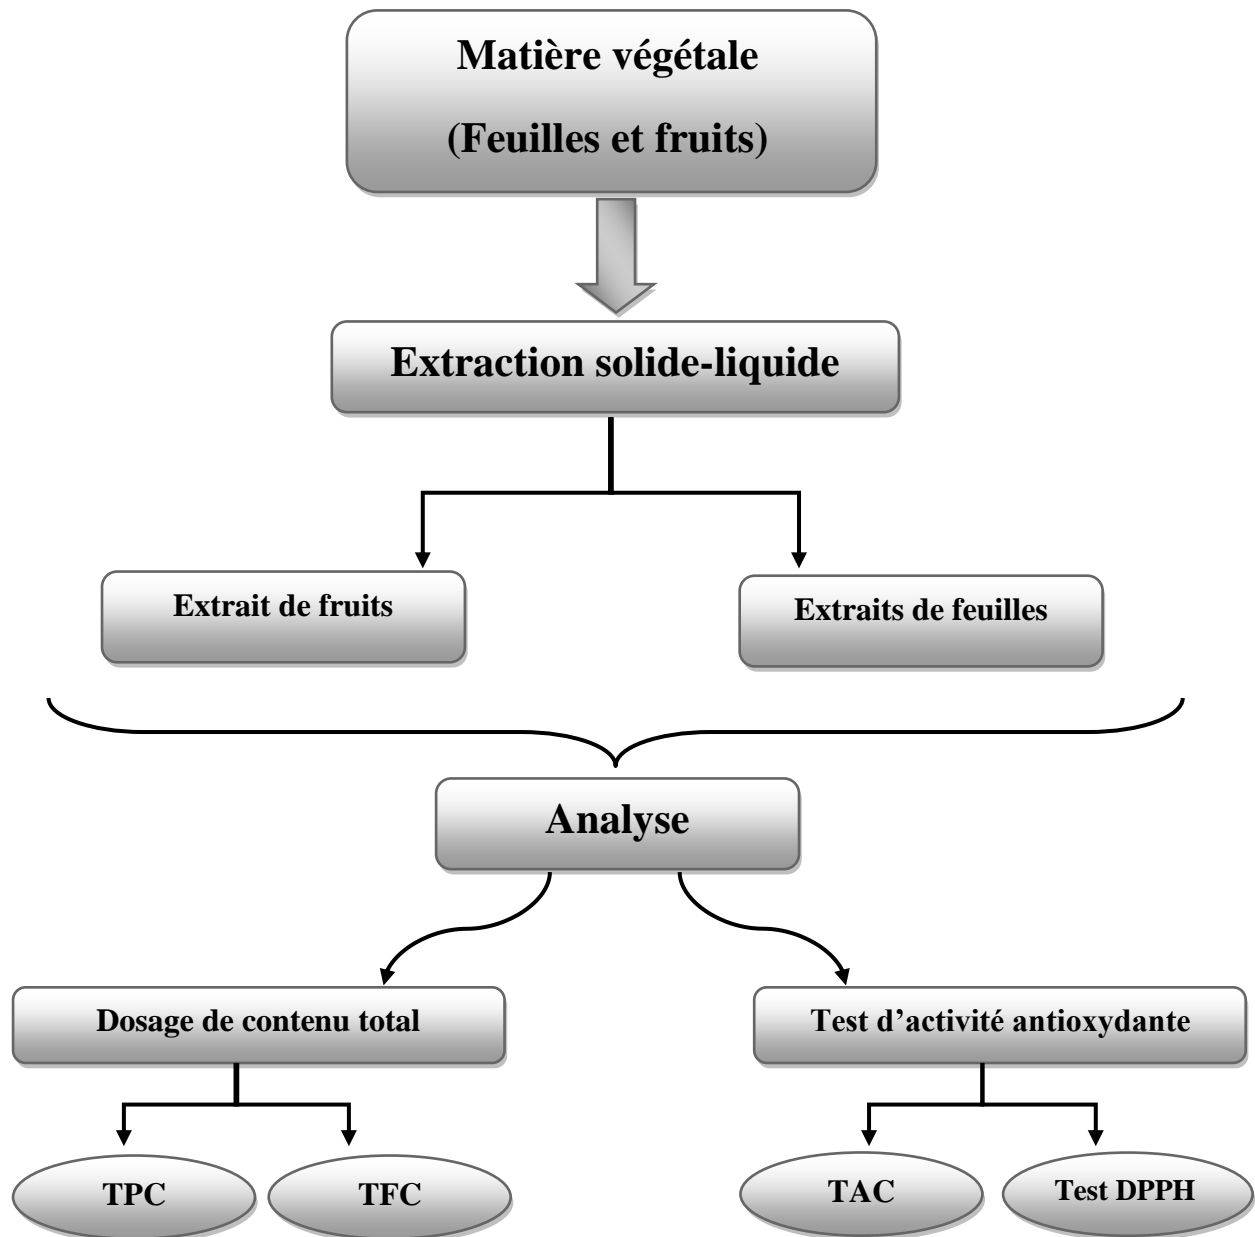 Matière végétale
(Feuilles et fruits)
Extraction solide-liquide
Extrait de fruits
Extraits de feuilles
Analyse
Dosage de contenu total
Test d’activité antioxydante
TPC
TFC
TAC
Test DPPH